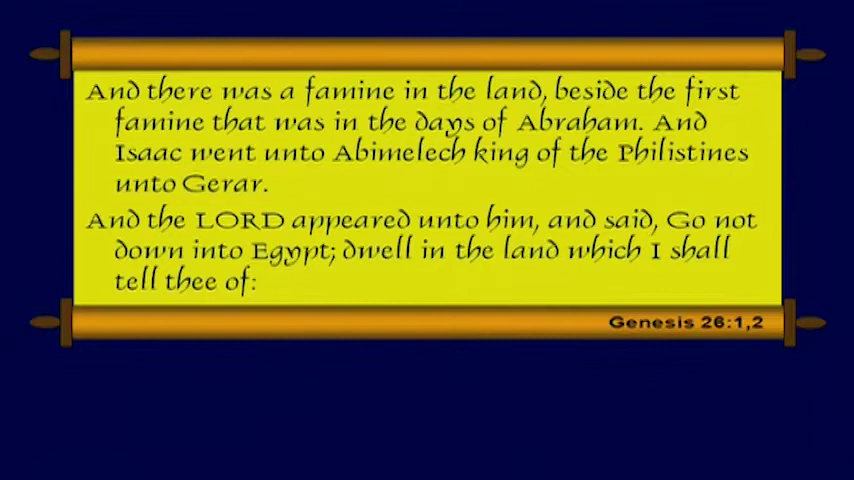 And there was a famine in the land, beside the first
famine that was in the days of Abraham. And
Isaac went unto Abimelech king of the Philistines
unto Gerar.
And the LORD appeared unto him, and said, Go not
down into Egypt; dwell in the land which I shall
tell thee of:
Genesis 26:1,2